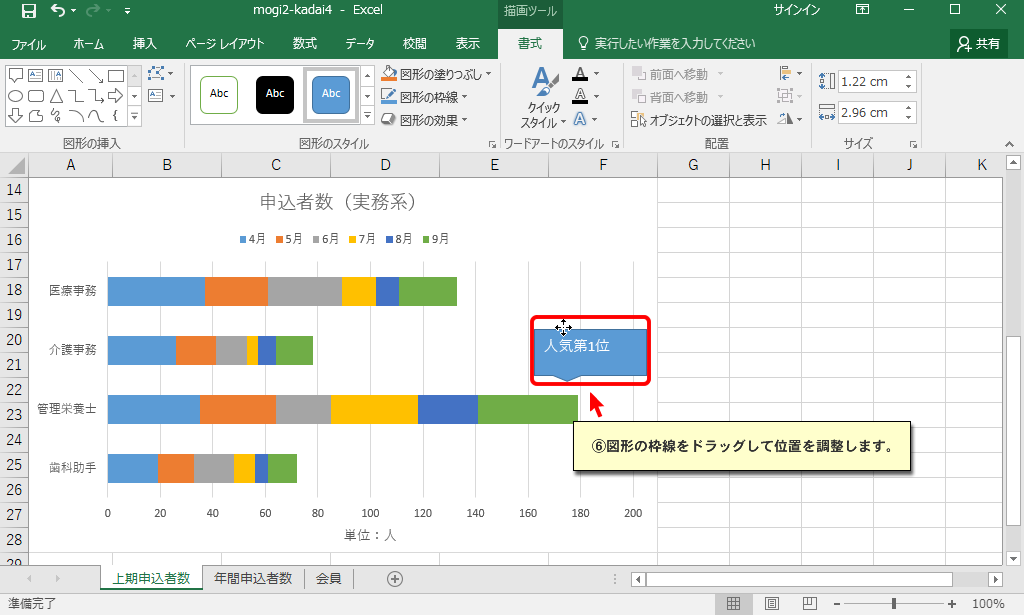 mogi2-kadai4 - Excel
描画ツール
サインイン
ファイル ホーム 挿入 ページ レイアウト 数式 データ 校閲 表示 書式 実行したい作業を入力してください 共有
Abc Abc Abc
図形の塗りつぶし
図形の枠線
図形の効果
クイック
スタイル
前面へ移動
背面へ移動
オブジェクトの選択と表示
1.22 cm
2.96 cm
図形の挿入 図形のスタイル ワードアートのスタイル 配置 サイズ
A B C D E F G H I J K
14
15
16
17
18
19
20
21
22
23
24
25
26
27
28
29
申込者数（実務系）
4月 5月 6月 7月 8月 9月
医療事務
介護事務
管理栄養士
歯科助手
人気第1位
⑥図形の枠線をドラッグして位置を調整します。
0 20 40 60 80 100 120 140 160 180 200
単位：人
上期申込者数 年間申込者数 会員
準備完了
100%